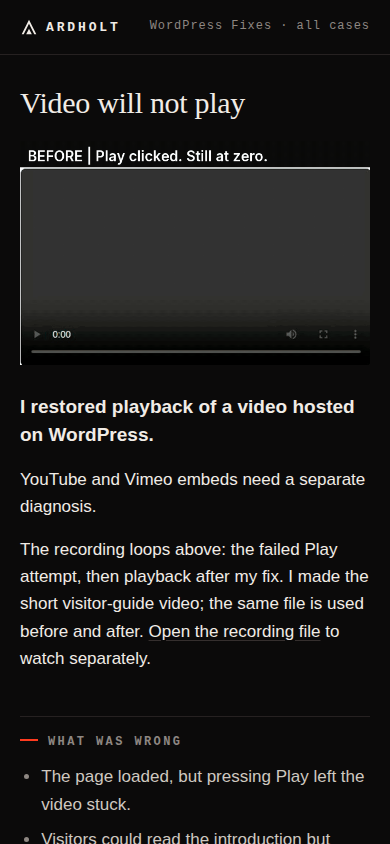 ARDHOLT
WordPress Fixes · all cases
Video will not play
BEFORE | Play clicked. Still at zero.
0:00
I restored playback of a video hosted
on WordPress.
YouTube and Vimeo embeds need a separate
diagnosis.
The recording loops above: the failed Play
attempt, then playback after my fix. I made the
short visitor-guide video; the same file is used
before and after. Open the recording file to
watch separately.
WHAT WAS WRONG
• The page loaded, but pressing Play left the
video stuck.
• Visitors could read the introduction but